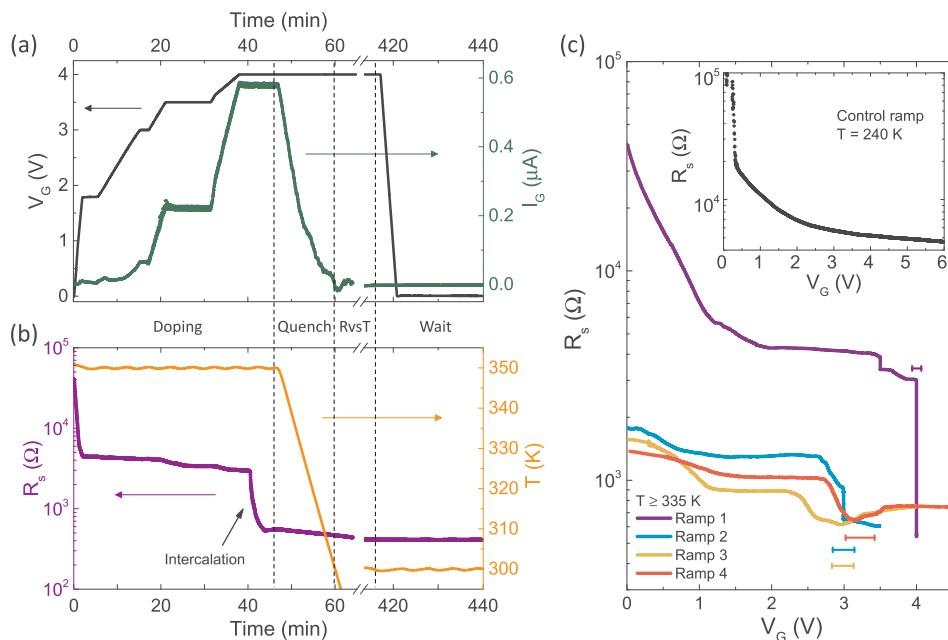 (a)
Time (min)
0 20 40 60 420 440
4
3
2
1
0
V_G (V)
0.6
0.4
0.2
0.0
I_G (μA)
Doping Quench RvsT Wait
(b)
10^5
10^4
10^3
10^2
R_s (Ω)
350
340
330
320
310
300
T (K)
Intercalation
0 20 40 60 420 440
Time (min)
(c)
10^5
10^4
10^3
R_s (Ω)
T ≥ 335 K
Ramp 1
Ramp 2
Ramp 3
Ramp 4
0 1 2 3 4
V_G (V)
10^5
10^4
R_s (Ω)
Control ramp
T = 240 K
0 1 2 3 4 5 6
V_G (V)